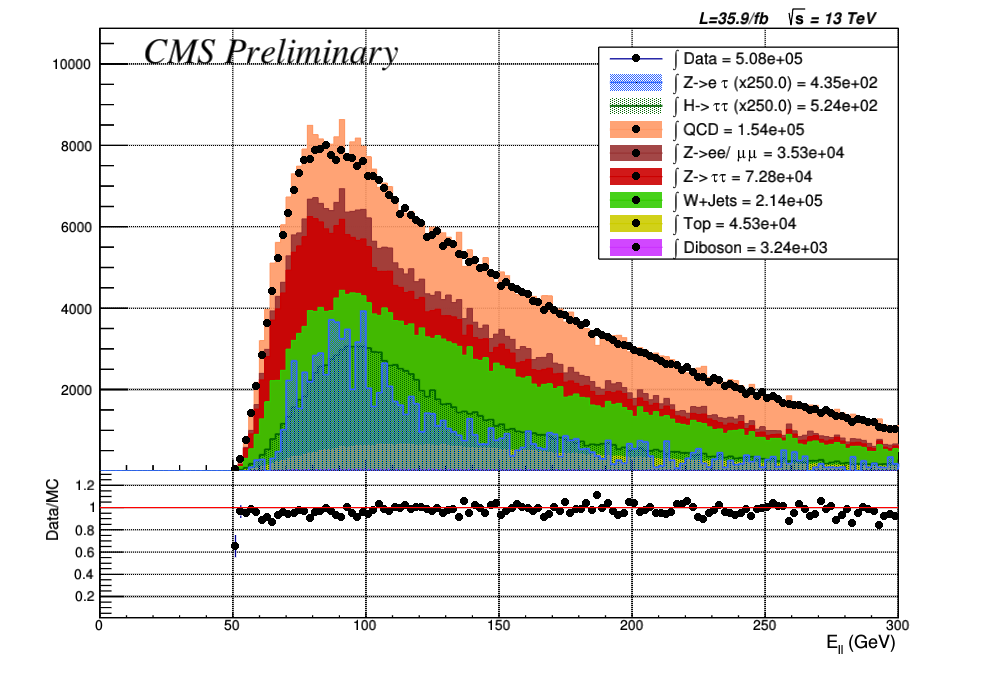 L=35.9/fb √s = 13 TeV
CMS Preliminary
∫ Data = 5.08e+05
∫ Z->e τ (x250.0) = 4.35e+02
∫ H-> ττ (x250.0) = 5.24e+02
∫ QCD = 1.54e+05
∫ Z->ee/ μμ = 3.53e+04
∫ Z-> ττ = 7.28e+04
∫ W+Jets = 2.14e+05
∫ Top = 4.53e+04
∫ Diboson = 3.24e+03
10000
8000
6000
4000
2000
Data/MC
1.2
1
0.8
0.6
0.4
0.2
0 50 100 150 200 250 300
E_ll (GeV)